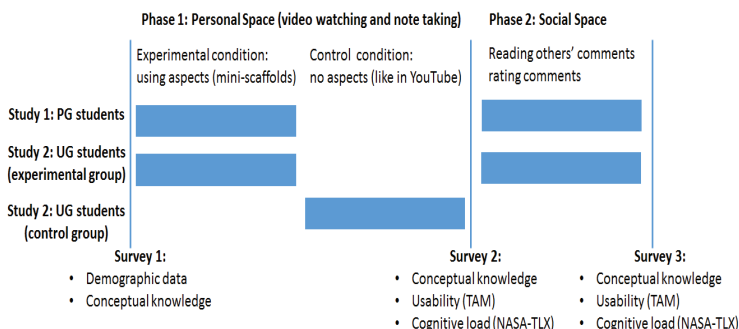 Phase 1: Personal Space (video watching and note taking)
Phase 2: Social Space
Experimental condition:
using aspects (mini-scaffolds)
Control condition:
no aspects (like in YouTube)
Reading others’ comments
rating comments
Study 1: PG students
Study 2: UG students
(experimental group)
Study 2: UG students
(control group)
Survey 1:
• Demographic data
• Conceptual knowledge
Survey 2:
• Conceptual knowledge
• Usability (TAM)
• Cognitive load (NASA-TLX)
Survey 3:
• Conceptual knowledge
• Usability (TAM)
• Cognitive load (NASA-TLX)